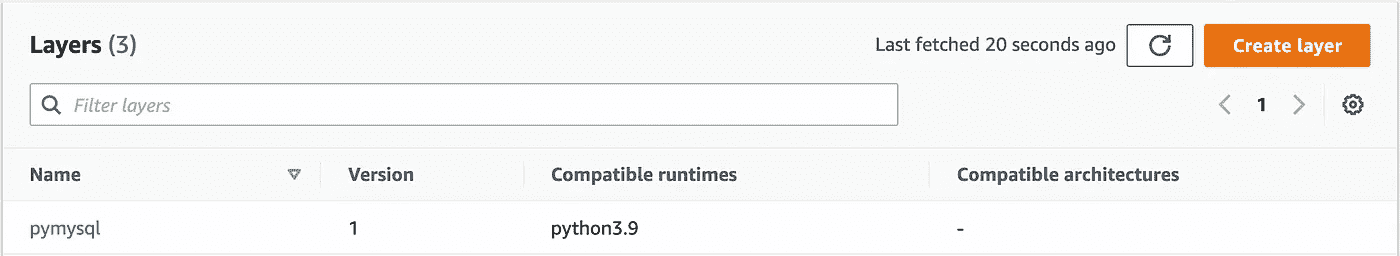 Layers (3)
Last fetched 20 seconds ago
Create layer
Filter layers
1
Name Version Compatible runtimes Compatible architectures
pymysql 1 python3.9 -